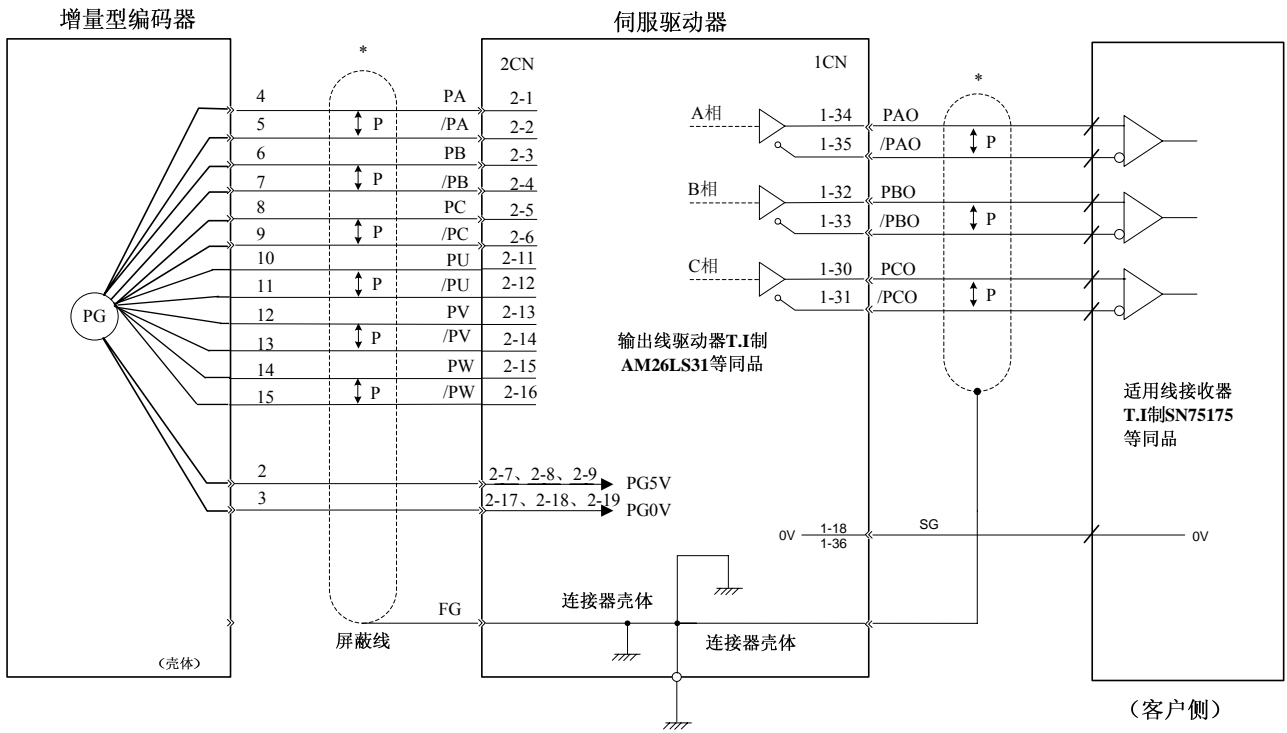 增量型编码器
伺服驱动器
*
2CN
1CN
*
4 PA 2-1
5 P /PA 2-2
6 PB 2-3
7 P /PB 2-4
8 PC 2-5
9 P /PC 2-6
10 PU 2-11
11 P /PU 2-12
12 PV 2-13
13 P /PV 2-14
14 PW 2-15
15 P /PW 2-16
PG
A相 1-34 PAO
1-35 /PAO P
B相 1-32 PBO
1-33 /PBO P
C相 1-30 PCO
1-31 /PCO P
输出线驱动器T.I制
AM26LS31等同品
适用线接收器
T.I制SN75175
等同品
2 2-7、2-8、2-9 PG5V
3 2-17、2-18、2-19 PG0V
0V 1-18 SG 0V
1-36
FG
连接器壳体
连接器壳体
屏蔽线
(壳体)
(客户侧)